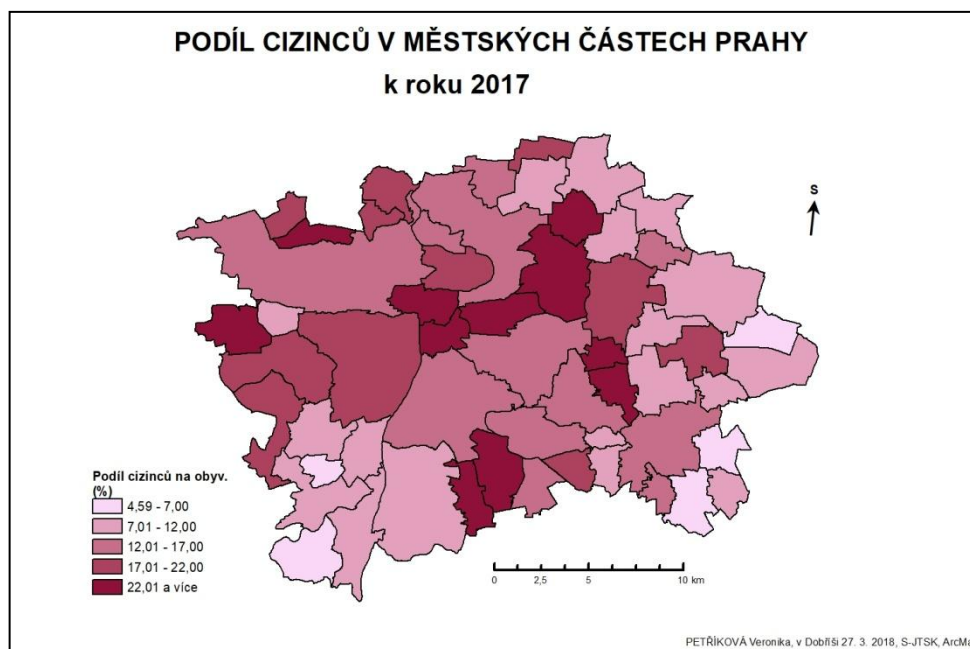 PODÍL CIZINCŮ V MĚSTSKÝCH ČÁSTECH PRAHY
k roku 2017
S
Podíl cizinců na obyv.
(%)
4,59 - 7,00
7,01 - 12,00
12,01 - 17,00
17,01 - 22,00
22,01 a více
0 2,5 5 10 km
PETŘÍKOVÁ Veronika, v Dobříši 27. 3. 2018, S-JTSK, ArcMa